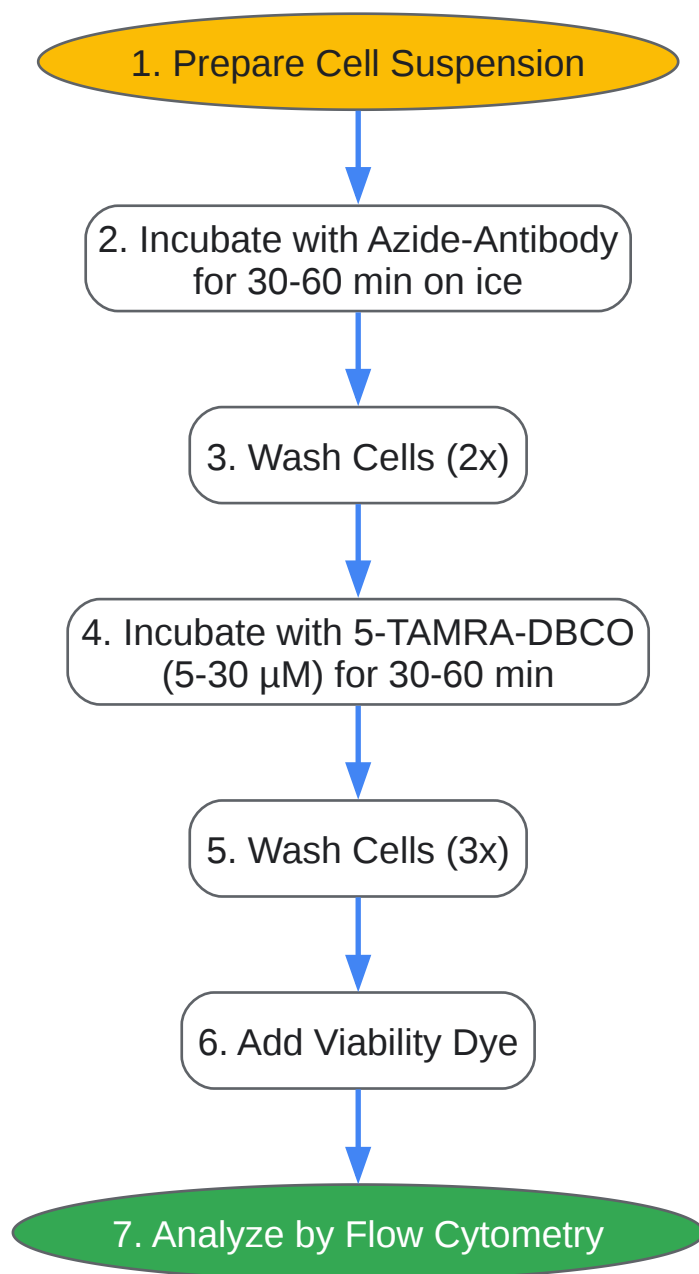 1. Prepare Cell Suspension
2. Incubate with Azide-Antibody
for 30-60 min on ice
3. Wash Cells (2x)
4. Incubate with 5-TAMRA-DBCO
(5-30 µM) for 30-60 min
5. Wash Cells (3x)
6. Add Viability Dye
7. Analyze by Flow Cytometry